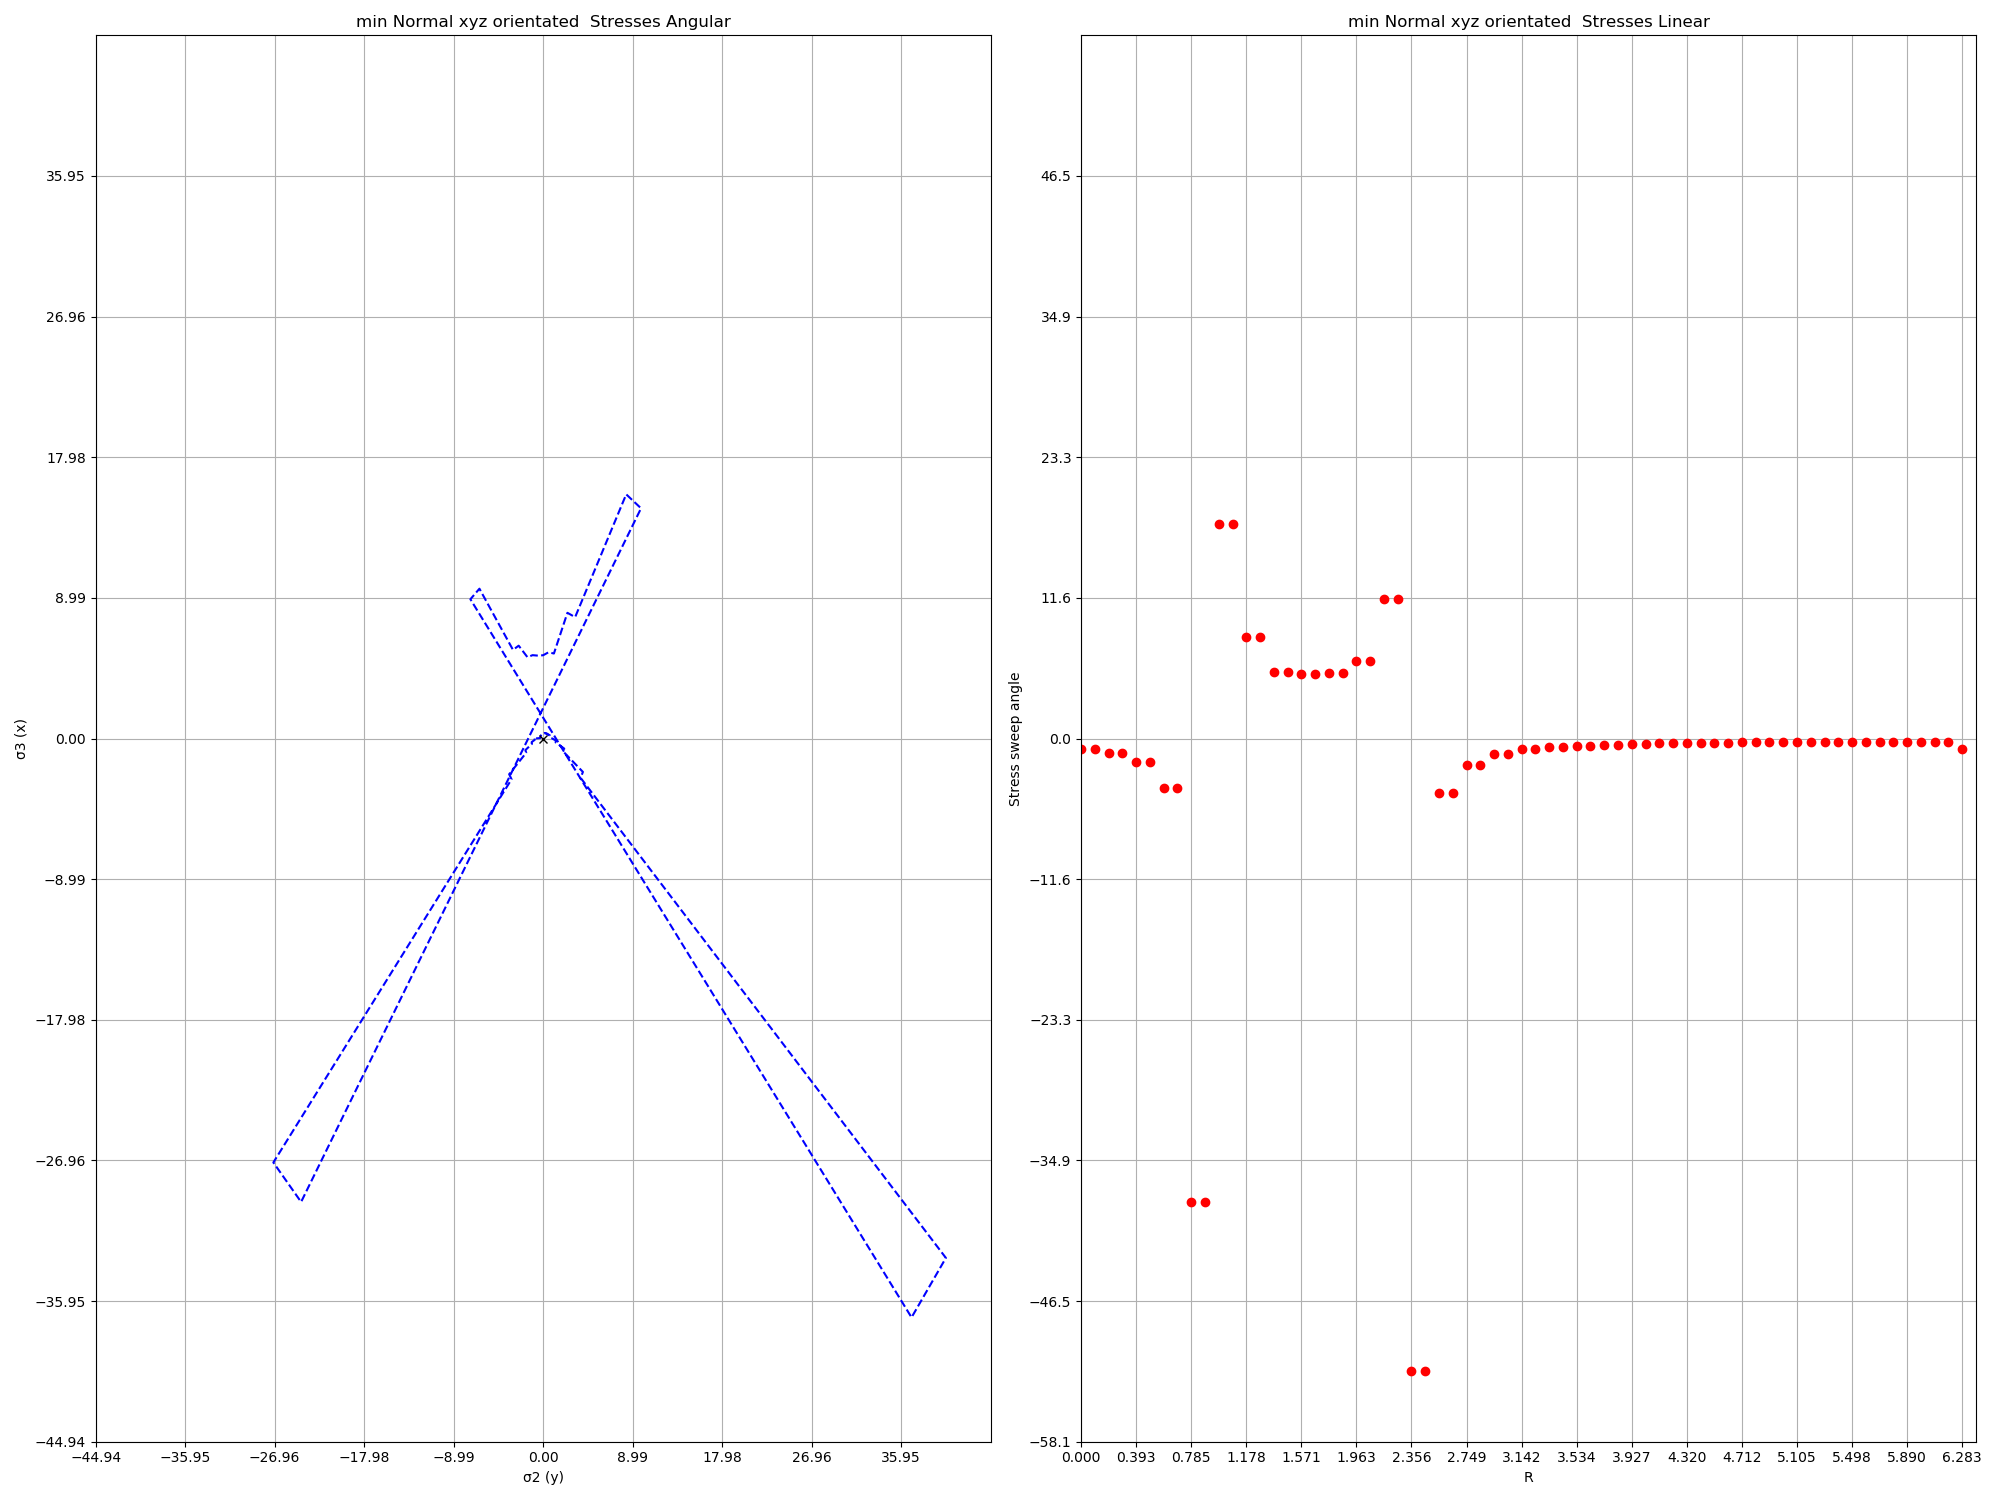 min Normal xyz orientated  Stresses Angular
35.95
26.96
17.98
8.99
0.00
−8.99
−17.98
−26.96
−35.95
−44.94
σ3 (x)
−44.94 −35.95 −26.96 −17.98 −8.99 0.00 8.99 17.98 26.96 35.95
σ2 (y)
min Normal xyz orientated  Stresses Linear
46.5
34.9
23.3
11.6
0.0
−11.6
−23.3
−34.9
−46.5
−58.1
Stress sweep angle
0.000 0.393 0.785 1.178 1.571 1.963 2.356 2.749 3.142 3.534 3.927 4.320 4.712 5.105 5.498 5.890 6.283
R